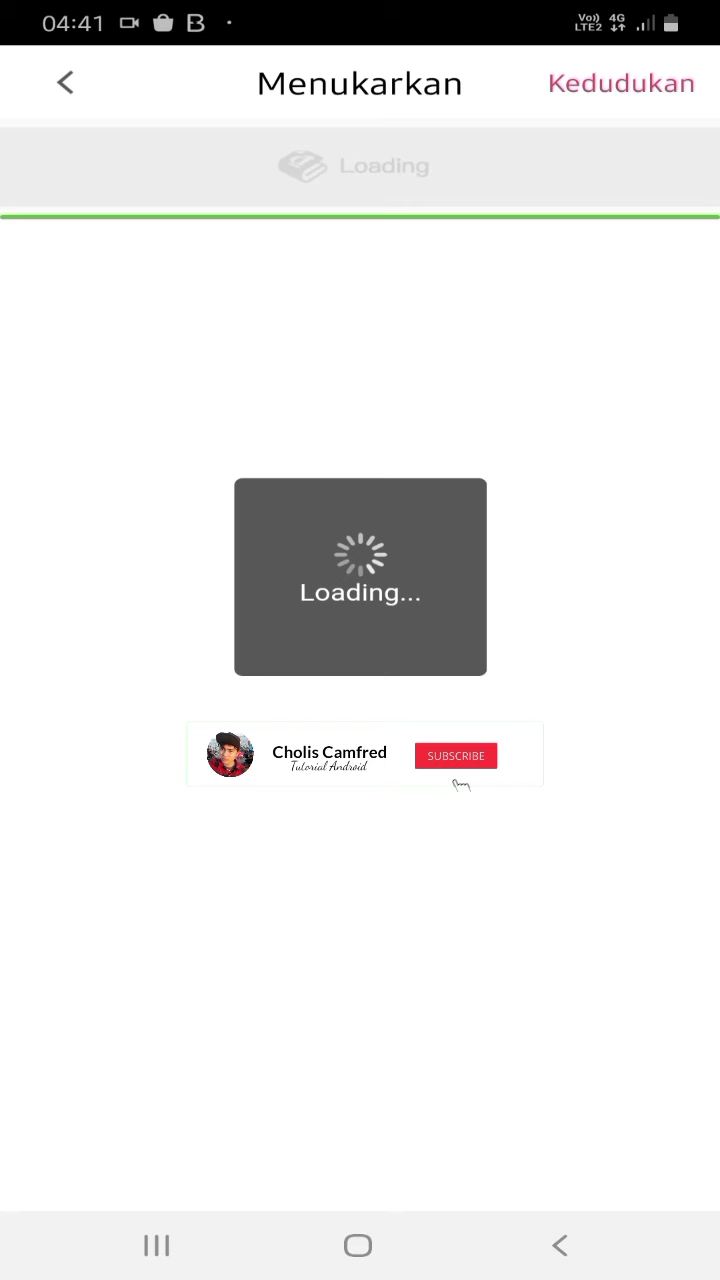 04:41 B Vo)) LTE2 4G
Menukarkan
Kedudukan
Loading
Loading...
Cholis Camfred
Tutorial Android
SUBSCRIBE